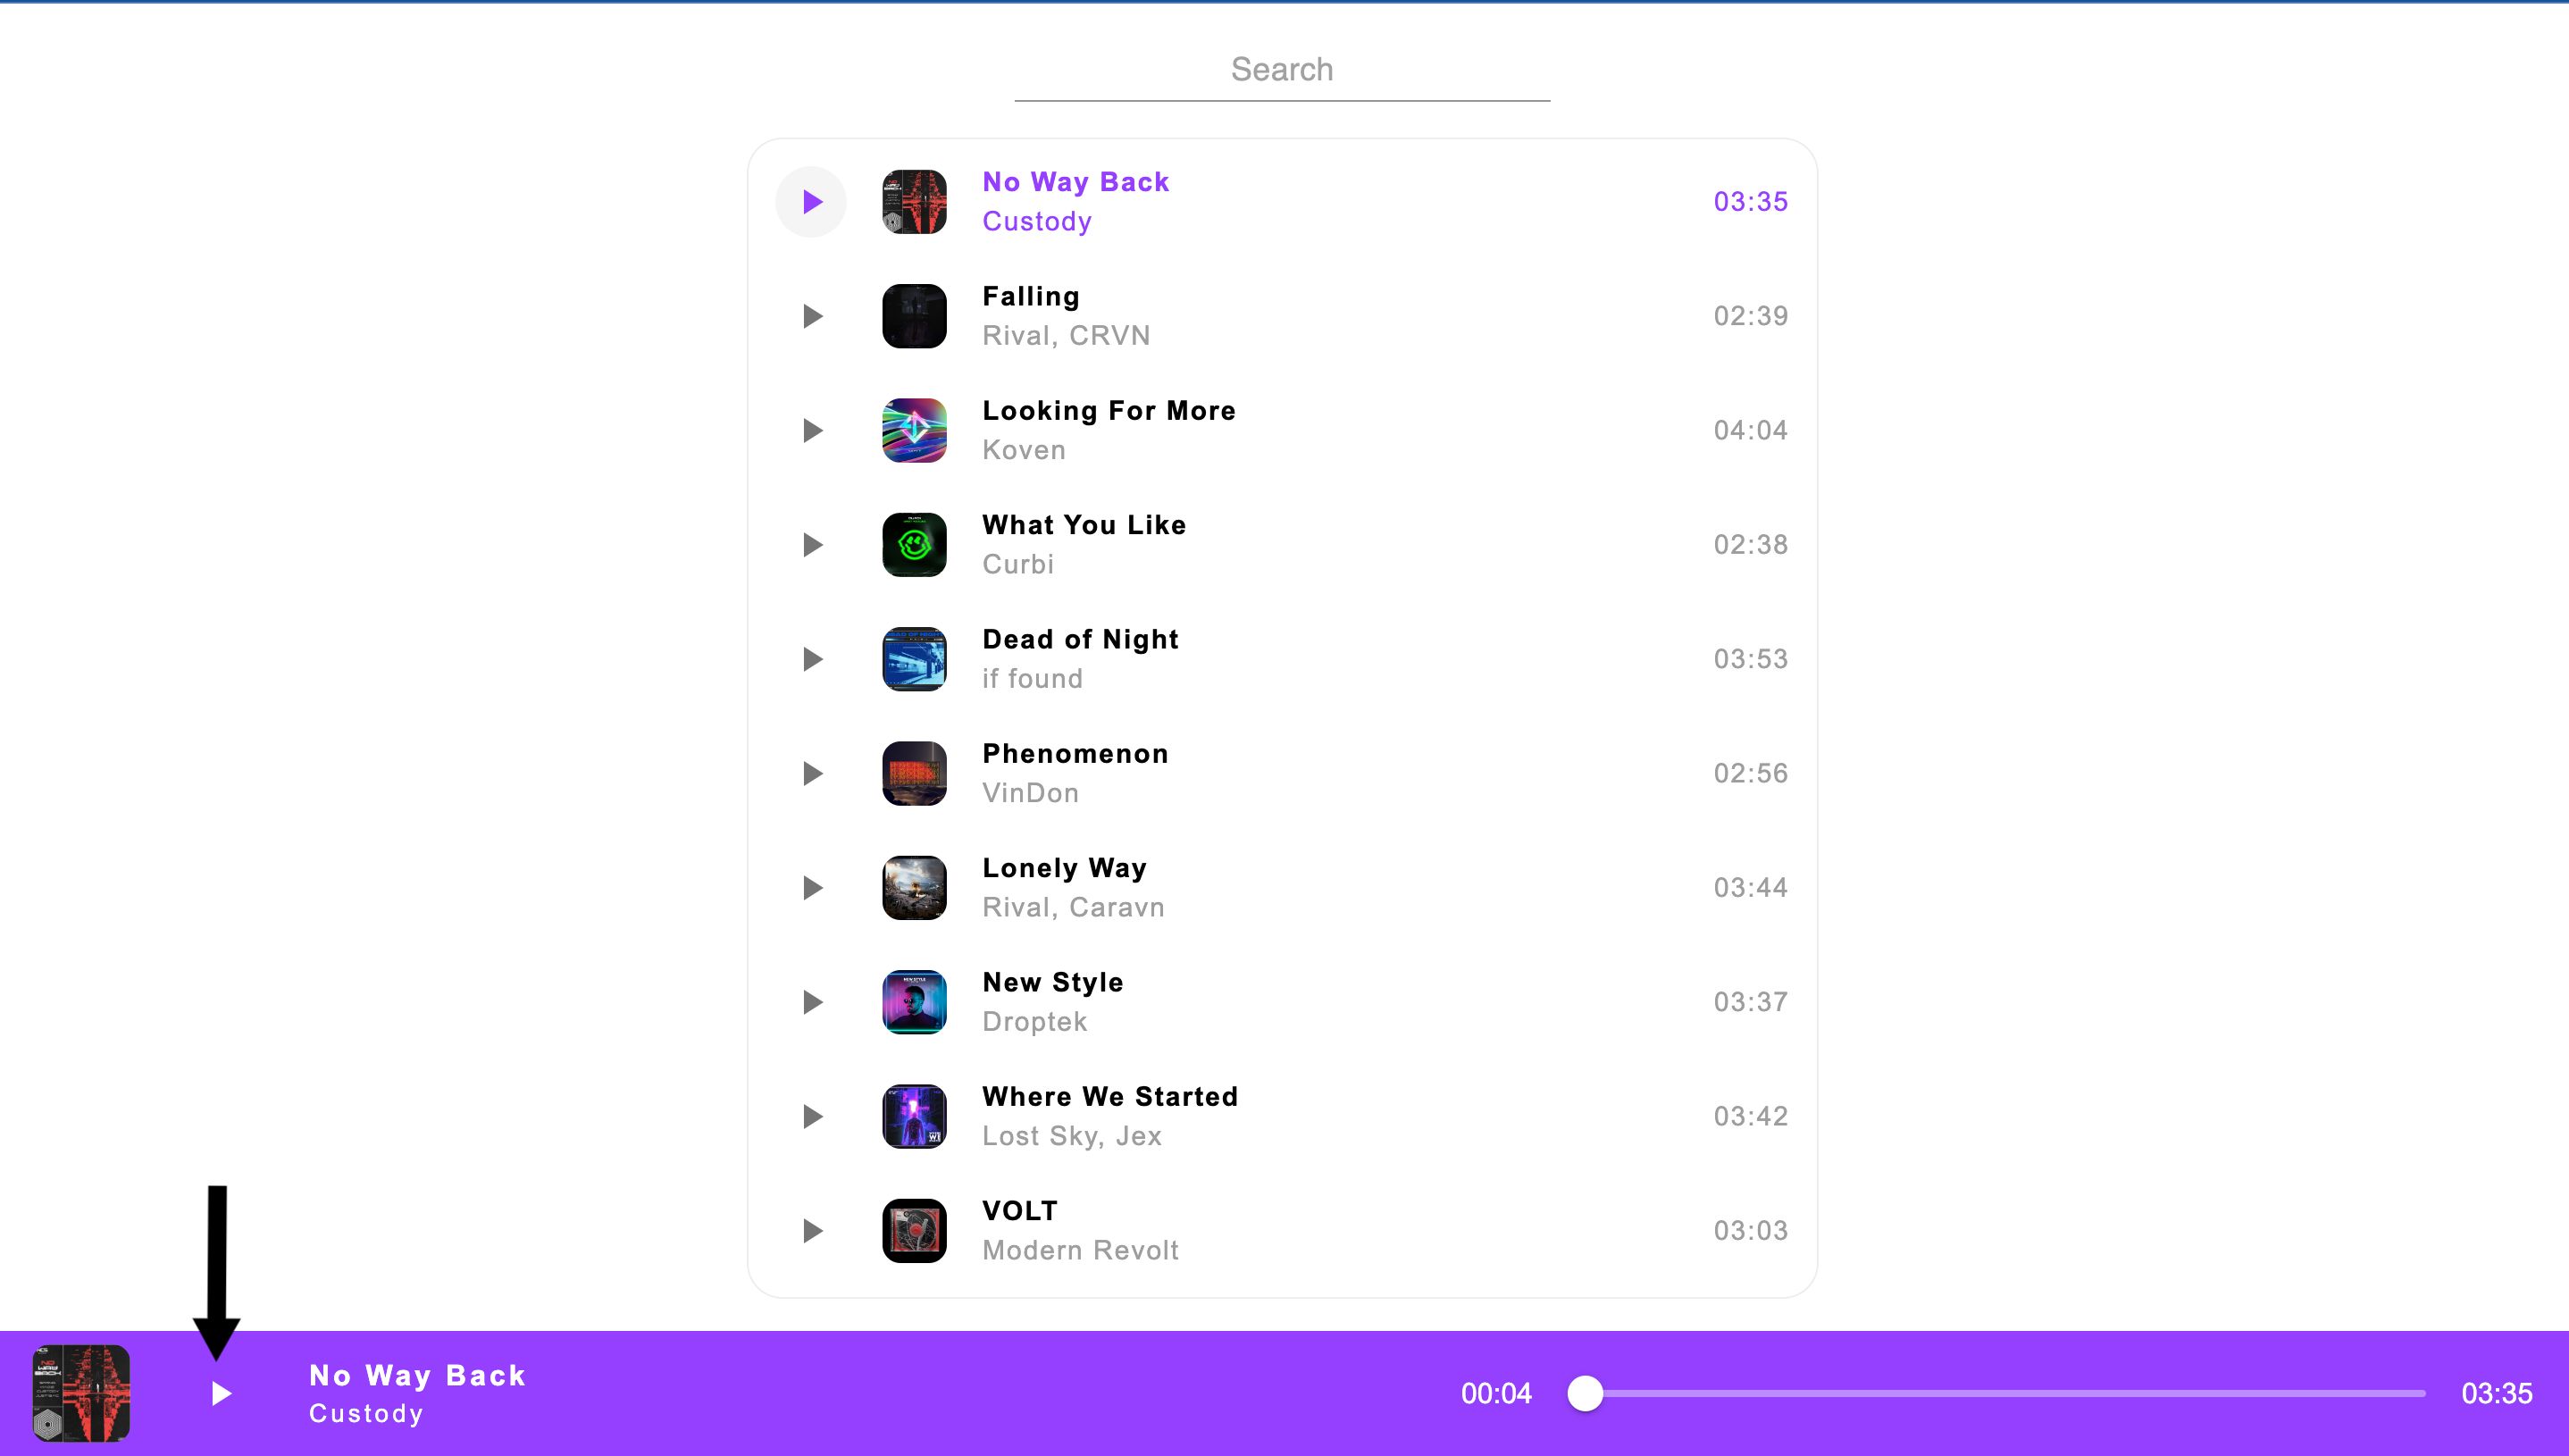 Search
No Way Back
Custody
03:35
Falling
Rival, CRVN
02:39
Looking For More
Koven
04:04
What You Like
Curbi
02:38
Dead of Night
if found
03:53
Phenomenon
VinDon
02:56
Lonely Way
Rival, Caravn
03:44
New Style
Droptek
03:37
Where We Started
Lost Sky, Jex
03:42
VOLT
Modern Revolt
03:03
No Way Back
Custody
00:04
03:35